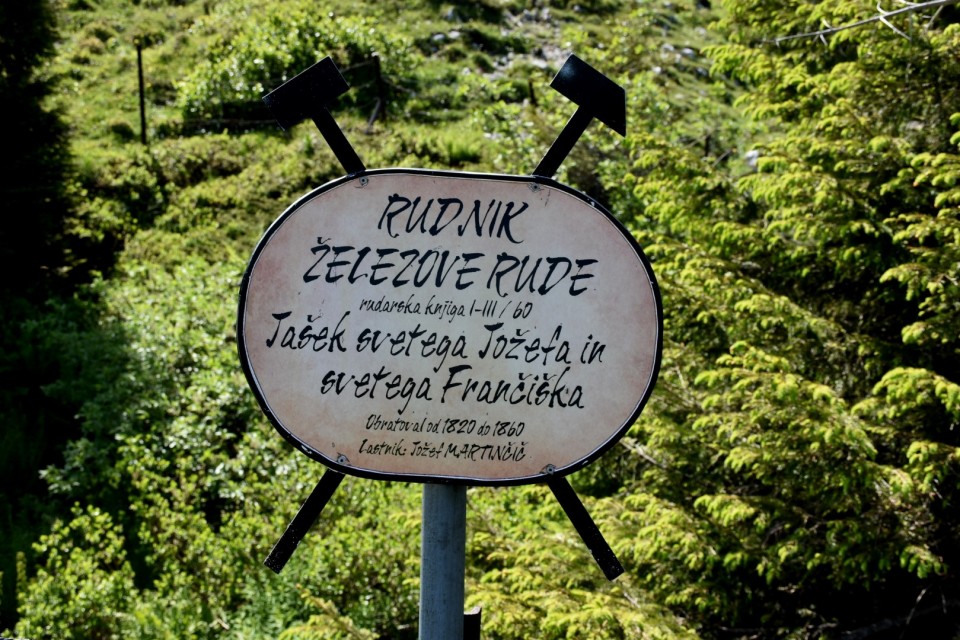 RUDNIK
ŽELEZOVE RUDE
rudarska knjiga I-III / 60
Jašek svetega Jožefa in
svetega Frančiška
Obratoval od 1820 do 1860
Lastnik: Jožef MARTINČIČ